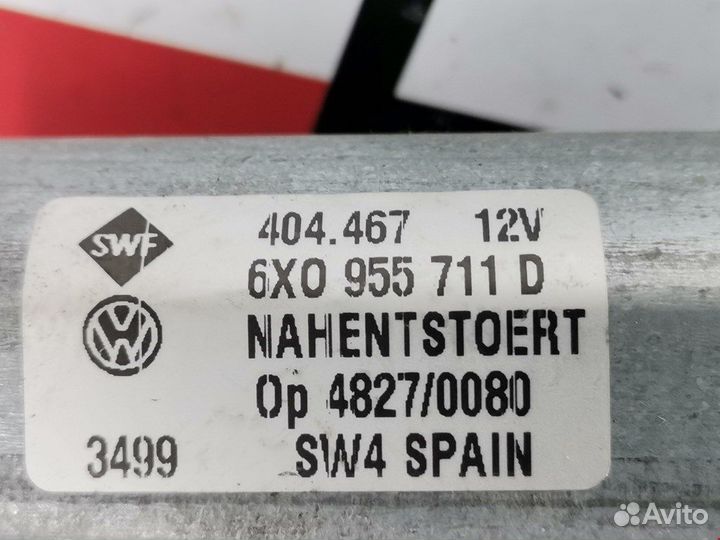 SWF 404.467 12V
6X0 955 711 D
NAHENTSTOERT
Op 4827/0080
3499 SW4 SPAIN
Avito